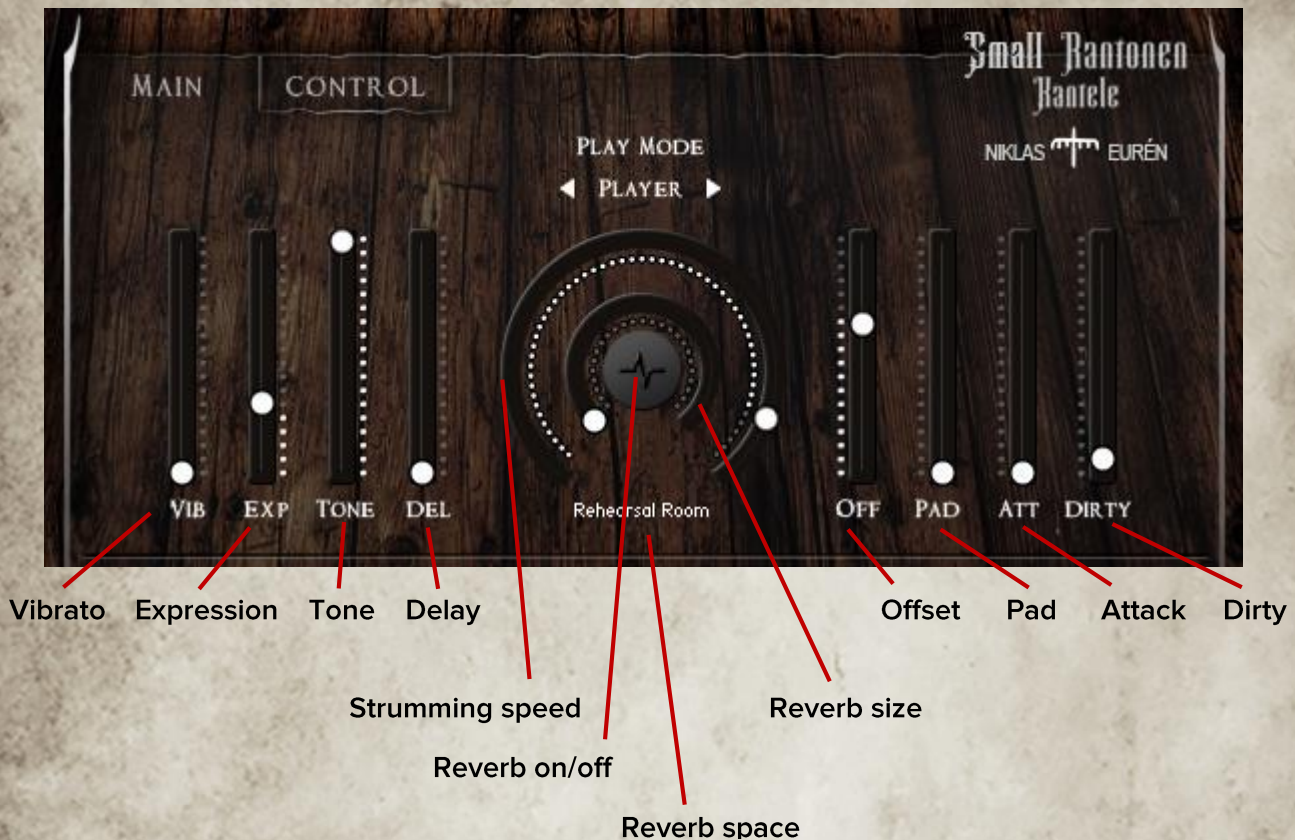 Small Rantonen
Kantele
MAIN
CONTROL
NIKLAS EURÉN
PLAY MODE
PLAYER
VIB
EXP
TONE
DEL
Rehearsal Room
OFF
PAD
ATT
DIRTY
Vibrato
Expression
Tone
Delay
Offset
Pad
Attack
Dirty
Strumming speed
Reverb size
Reverb on/off
Reverb space